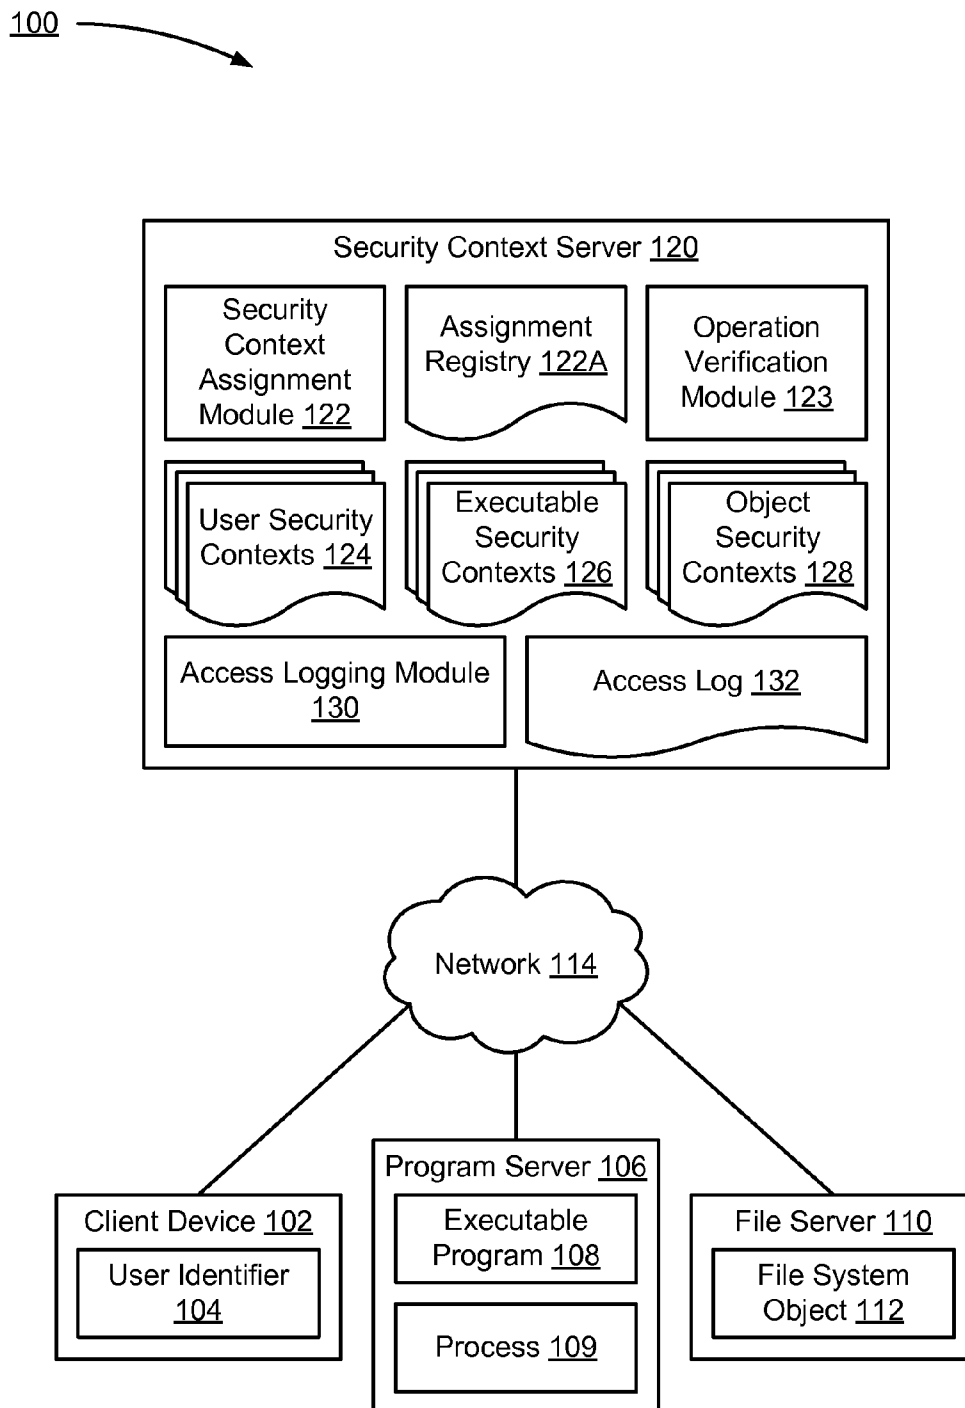 100
Security Context Server 120
Security
Context
Assignment
Module 122
Assignment
Registry 122A
Operation
Verification
Module 123
User Security
Contexts 124
Executable
Security
Contexts 126
Object
Security
Contexts 128
Access Logging Module
130
Access Log 132
Network 114
Client Device 102
User Identifier
104
Program Server 106
Executable
Program 108
Process 109
File Server 110
File System
Object 112